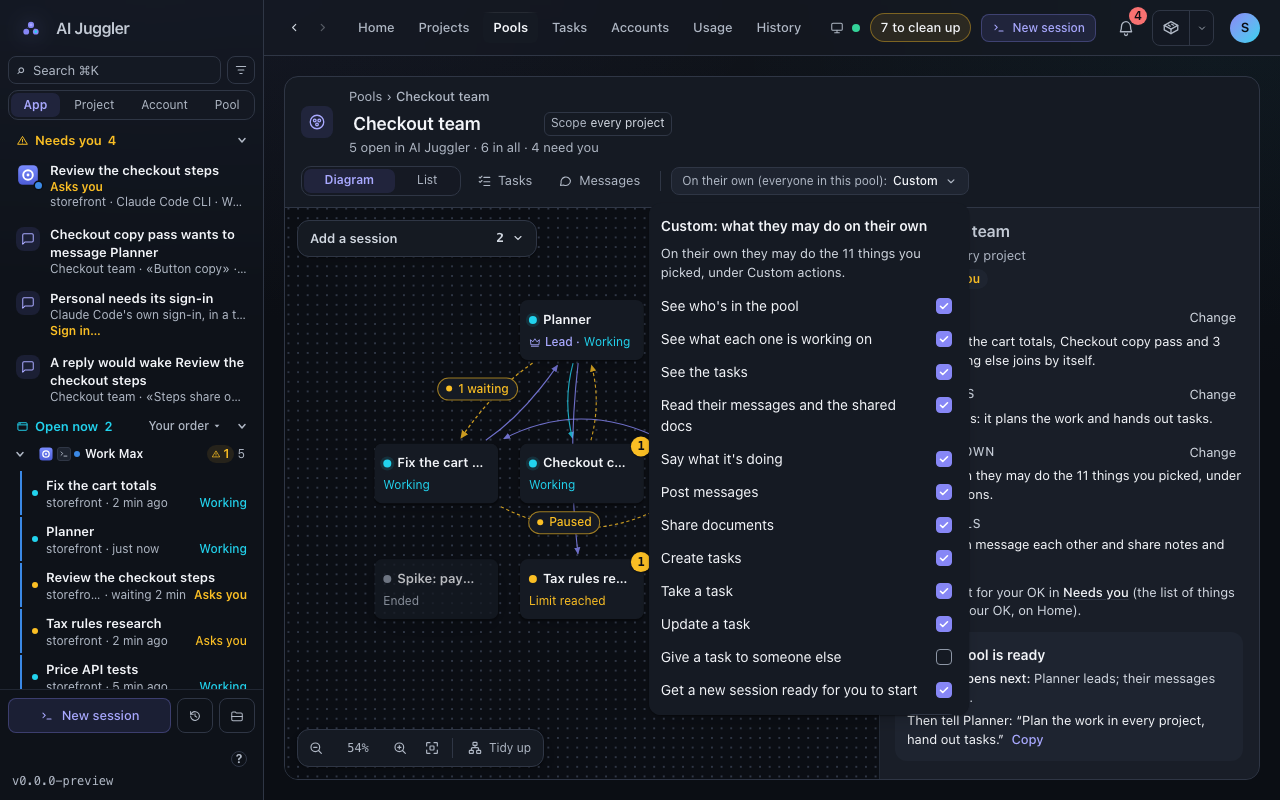 AI Juggler
Search ⌘K
App
Project
Account
Pool
Needs you 4
Review the checkout steps
Asks you
storefront · Claude Code CLI · W...
Checkout copy pass wants to
message Planner
Checkout team · «Button copy» ·...
Personal needs its sign-in
Claude Code's own sign-in, in a t...
Sign in...
A reply would wake Review the
checkout steps
Checkout team · «Steps share o...
Open now 2
Your order
Work Max
1
5
Fix the cart totals
storefront · 2 min ago
Working
Planner
storefront · just now
Working
Review the checkout steps
storefro... · waiting 2 min
Asks you
Tax rules research
storefront · 2 min ago
Asks you
Price API tests
storefront · 5 min ago
Working
New session
?
v0.0.0-preview
Home
Projects
Pools
Tasks
Accounts
Usage
History
7 to clean up
New session
4
S
Pools › Checkout team
Checkout team
Scope every project
5 open in AI Juggler · 6 in all · 4 need you
Diagram
List
Tasks
Messages
On their own (everyone in this pool): Custom
Add a session
2
Planner
Lead · Working
1 waiting
Fix the cart ...
Working
1
Checkout c...
Working
Paused
Spike: pay...
Ended
1
Tax rules re...
Limit reached
54%
Tidy up
Custom: what they may do on their own
On their own they may do the 11 things you
picked, under Custom actions.
See who's in the pool
See what each one is working on
See the tasks
Read their messages and the shared
docs
Say what it's doing
Post messages
Share documents
Create tasks
Take a task
Update a task
Give a task to someone else
Get a new session ready for you to start
team
ry project
ou
Change
the cart totals, Checkout copy pass and 3
ng else joins by itself.
S
Change
s: it plans the work and hands out tasks.
OWN
Change
n they may do the 11 things you picked, under
ons.
LS
n message each other and share notes and
t for your OK in Needs you (the list of things
our OK, on Home).
ool is ready
pens next: Planner leads; their messages
.
Then tell Planner: “Plan the work in every project,
hand out tasks.” Copy